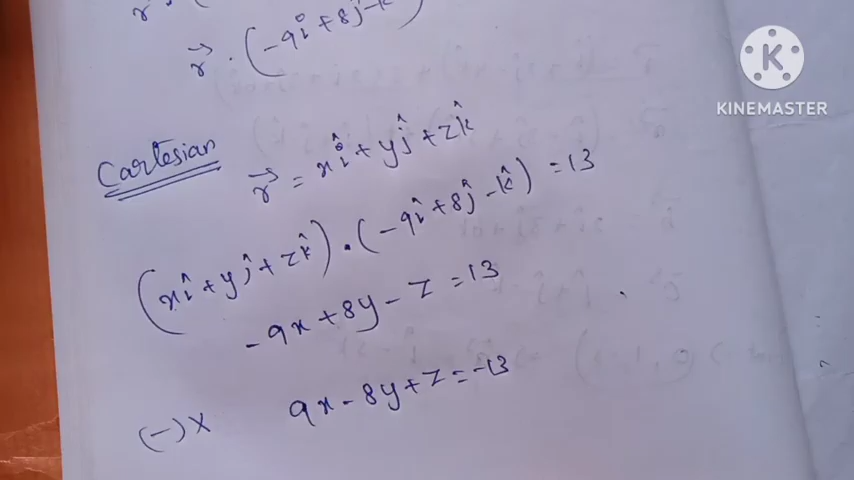 r⃗ · (-9î + 8ĵ - k̂)
KINEMASTER
Cartesian
r⃗ = xî + yĵ + zk̂
(xî + yĵ + zk̂) · (-9î + 8ĵ - k̂) = 13
-9x + 8y - z = 13
(-) x 9x - 8y + z = -13